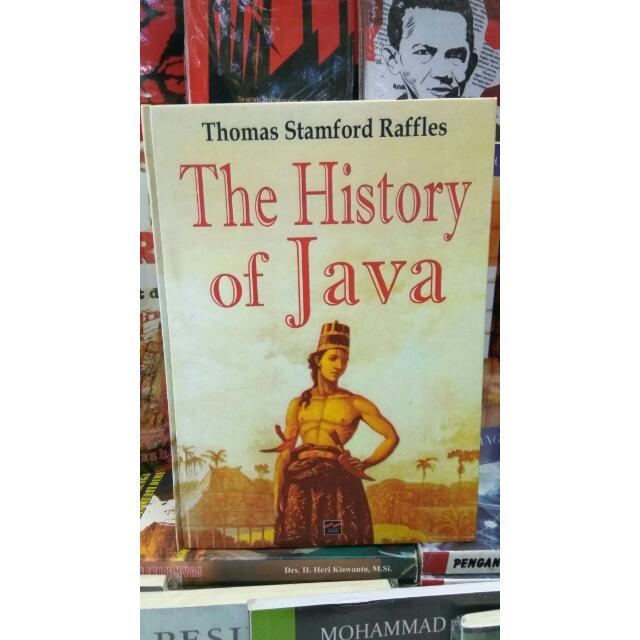 Thomas Stamford Raffles
The History
of Java
Drs. H. Heri Kiswanto, M.Si.
PENGAN
MOHAMMAD